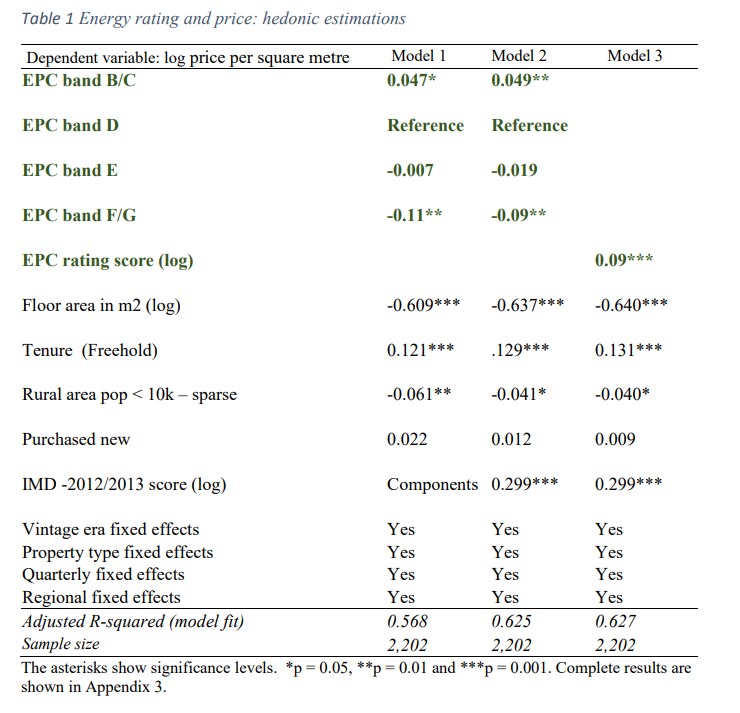 Table 1 Energy rating and price: hedonic estimations
Dependent variable: log price per square metre Model 1 Model 2 Model 3
EPC band B/C 0.047* 0.049**
EPC band D Reference Reference
EPC band E -0.007 -0.019
EPC band F/G -0.11** -0.09**
EPC rating score (log) 0.09***
Floor area in m2 (log) -0.609*** -0.637*** -0.640***
Tenure (Freehold) 0.121*** .129*** 0.131***
Rural area pop < 10k – sparse -0.061** -0.041* -0.040*
Purchased new 0.022 0.012 0.009
IMD -2012/2013 score (log) Components 0.299*** 0.299***
Vintage era fixed effects Yes Yes Yes
Property type fixed effects Yes Yes Yes
Quarterly fixed effects Yes Yes Yes
Regional fixed effects Yes Yes Yes
Adjusted R-squared (model fit) 0.568 0.625 0.627
Sample size 2,202 2,202 2,202
The asterisks show significance levels. *p = 0.05, **p = 0.01 and ***p = 0.001. Complete results are
shown in Appendix 3.